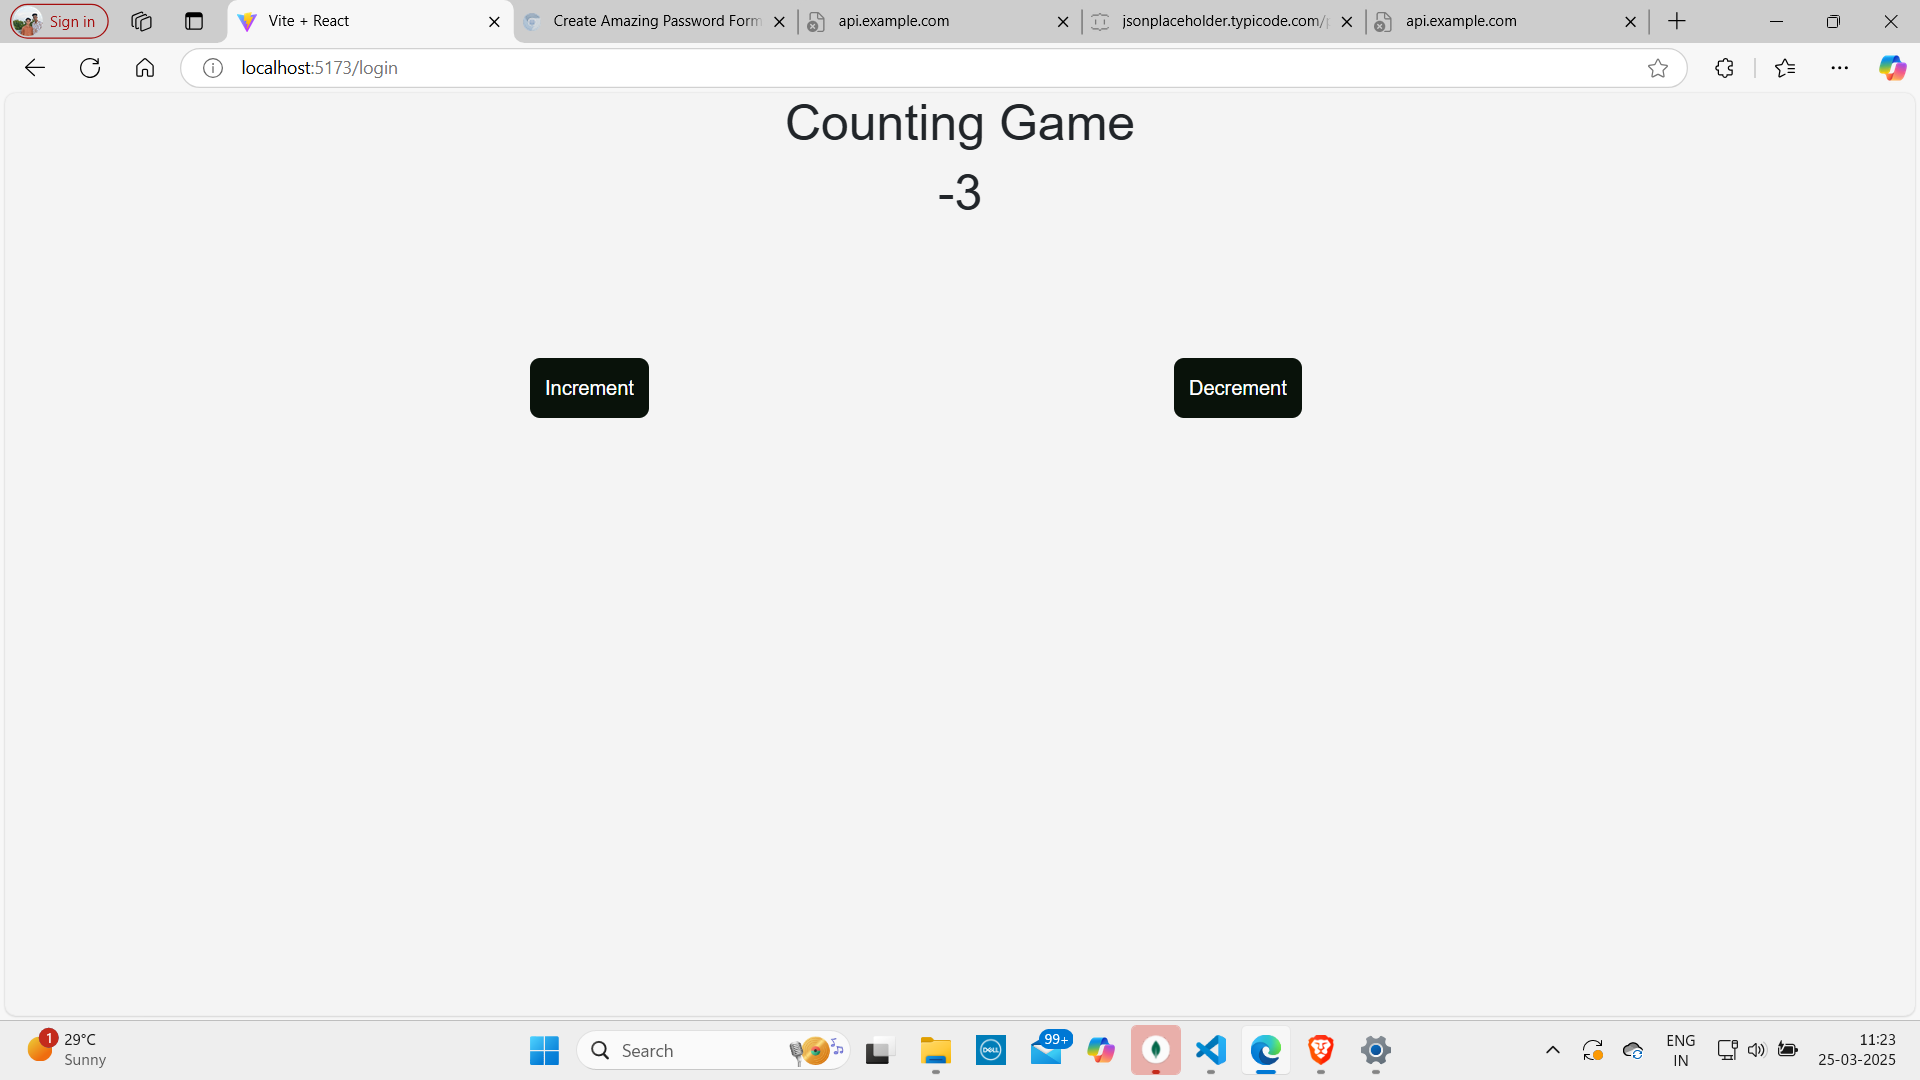 Sign in
Vite + React
Create Amazing Password Form
api.example.com
jsonplaceholder.typicode.com/p
api.example.com
localhost:5173/login
Counting Game
-3
Increment
Decrement
1
29°C
Sunny
Search
DELL
99+
ENG
IN
11:23
25-03-2025